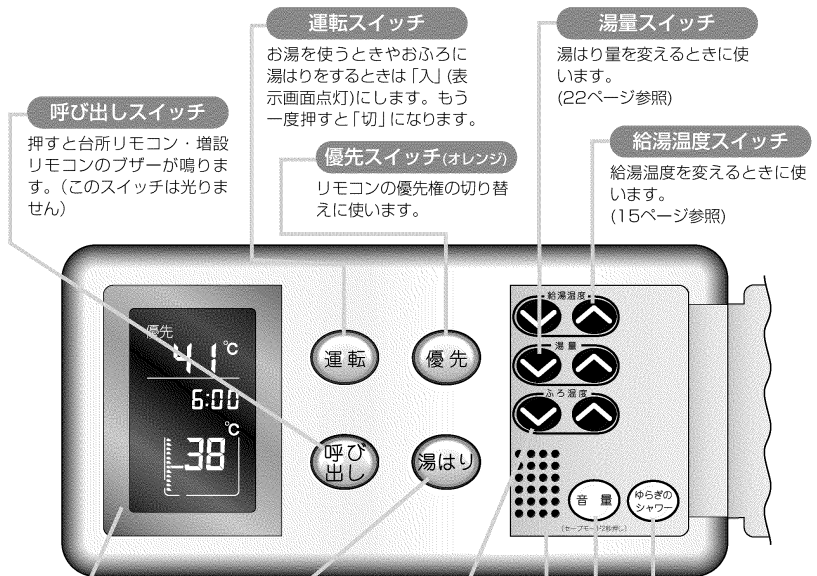 運転スイッチ
お湯を使うときやおふろに
湯はりをするときは「入」(表
示画面点灯)にします。もう
一度押すと「切」になります。
湯量スイッチ
湯はり量を変えるときに使
います。
(22ページ参照)
呼び出しスイッチ
押すと台所リモコン・増設
リモコンのブザーが鳴りま
す。(このスイッチは光りま
せん)
優先スイッチ(オレンジ)
リモコンの優先権の切り替
えに使います。
給湯温度スイッチ
給湯温度を変えるときに使
います。
(15ページ参照)
優先
41℃
6:00
℃
38
運転
優先
呼び
出し
湯はり
給湯温度
湯量
ふろ温度
音量
ゆらぎの
シャワー
(セーブモード2秒押し)